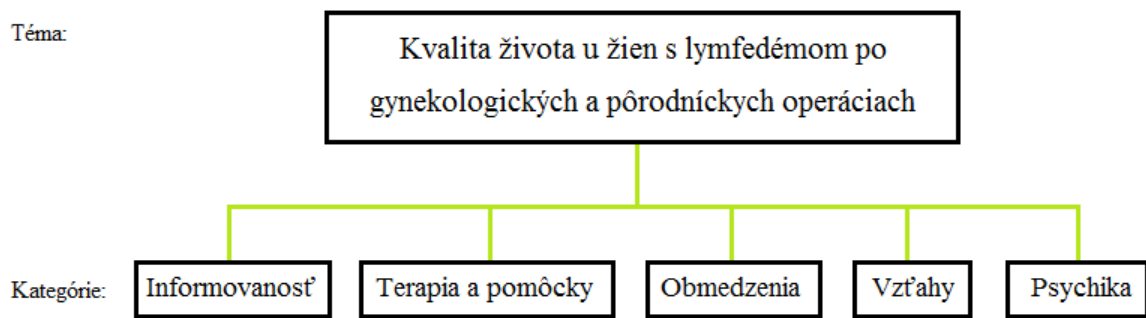 Téma:
Kvalita života u žien s lymfedémom po
gynekologických a pôrodníckych operáciach
Kategórie:
Informovanosť
Terapia a pomôcky
Obmedzenia
Vzťahy
Psychika